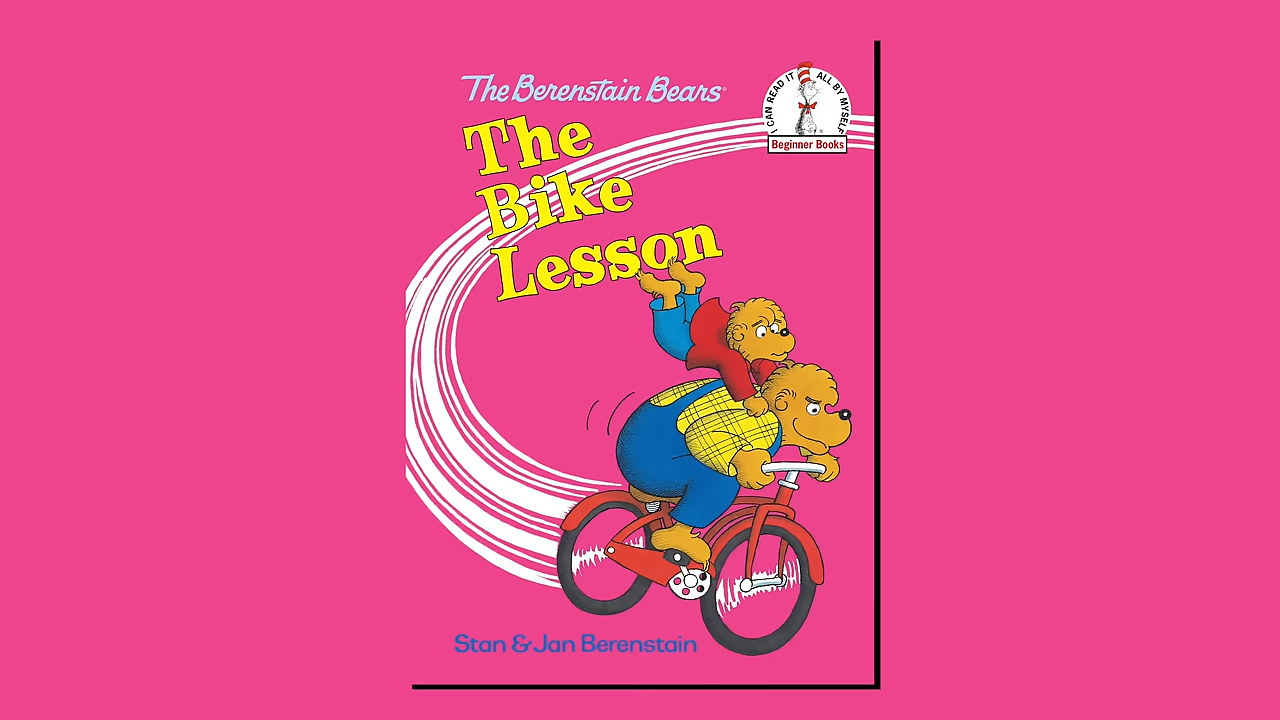 The Berenstain Bears®
The
Bike
Lesson
I CAN READ IT ALL BY MYSELF
Beginner Books
Stan & Jan Berenstain